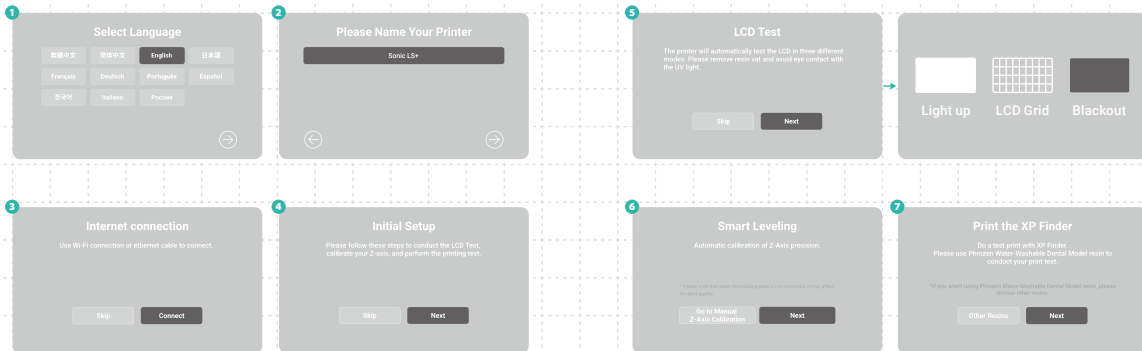 1
Select Language
繁體中文 简体中文 English 日本語
Français Deutsch Português Español
한국어 Italiano Россия
2
Please Name Your Printer
Sonic LS+
3
Internet connection
Use WI-FI connection or ethernet cable to connect.
Skip Connect
4
Initial Setup
Please follow these steps to conduct the LCD Test,
calibrate your Z-axis, and perform the printing test.
Skip Next
5
LCD Test
The printer will automatically test the LCD in three different
modes. Please remove resin vat and avoid eye contact with
the UV light.
Skip Next
Light up LCD Grid Blackout
6
Smart Leveling
Automatic calibration of Z-Axis precision.
Go to Manual
Z-Axis Calibration
Next
7
Print the XP Finder
Do a test print with XP Finder.
Please use Phrozen Water-Washable Dental Model resin to
conduct your print test.
*If you aren't using Phrozen Water-Washable Dental Model resin, please
choose other resins.
Other Resins Next